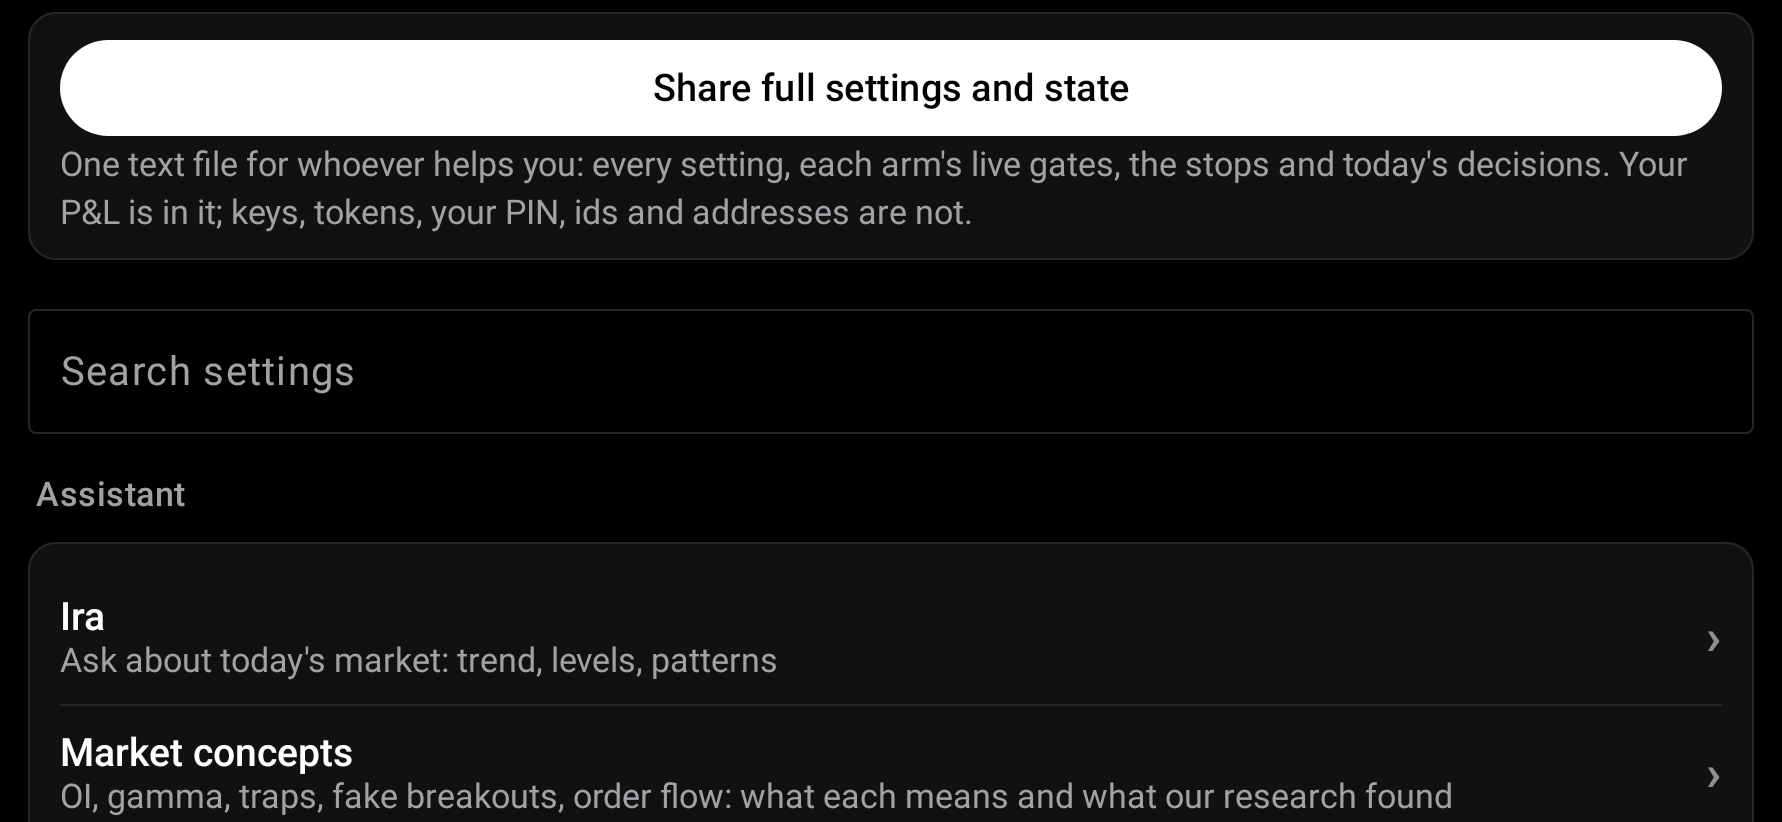 Share full settings and state
One text file for whoever helps you: every setting, each arm's live gates, the stops and today's decisions. Your
P&L is in it; keys, tokens, your PIN, ids and addresses are not.
Search settings
Assistant
Ira
Ask about today's market: trend, levels, patterns
Market concepts
OI, gamma, traps, fake breakouts, order flow: what each means and what our research found